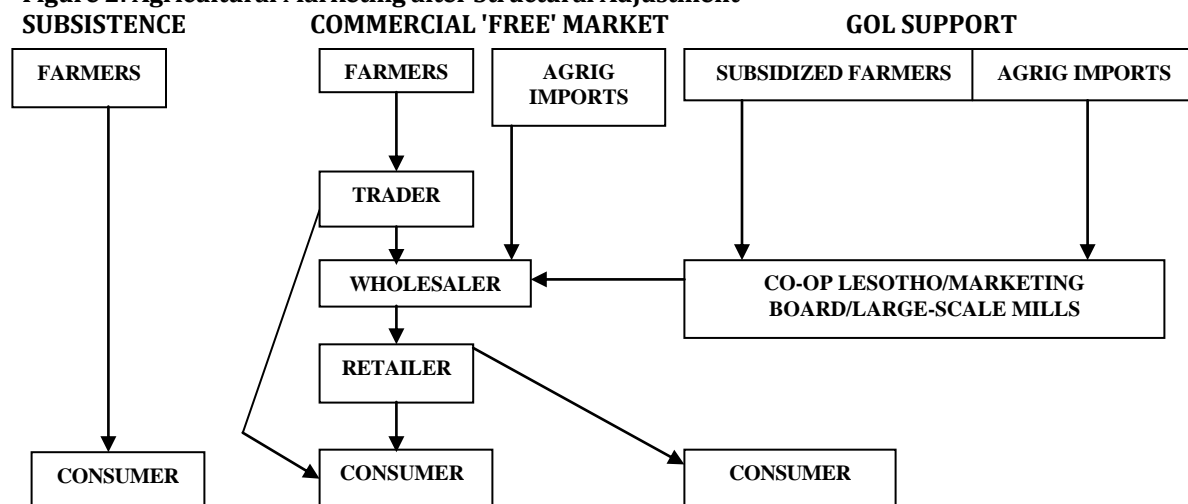 Figure 2: Agricultural Marketing after Structural Adjustment
SUBSISTENCE COMMERCIAL 'FREE' MARKET GOL SUPPORT
FARMERS
FARMERS
AGRIG
IMPORTS
SUBSIDIZED FARMERS
AGRIG IMPORTS
TRADER
WHOLESALER
CO-OP LESOTHO/MARKETING
BOARD/LARGE-SCALE MILLS
RETAILER
CONSUMER
CONSUMER
CONSUMER